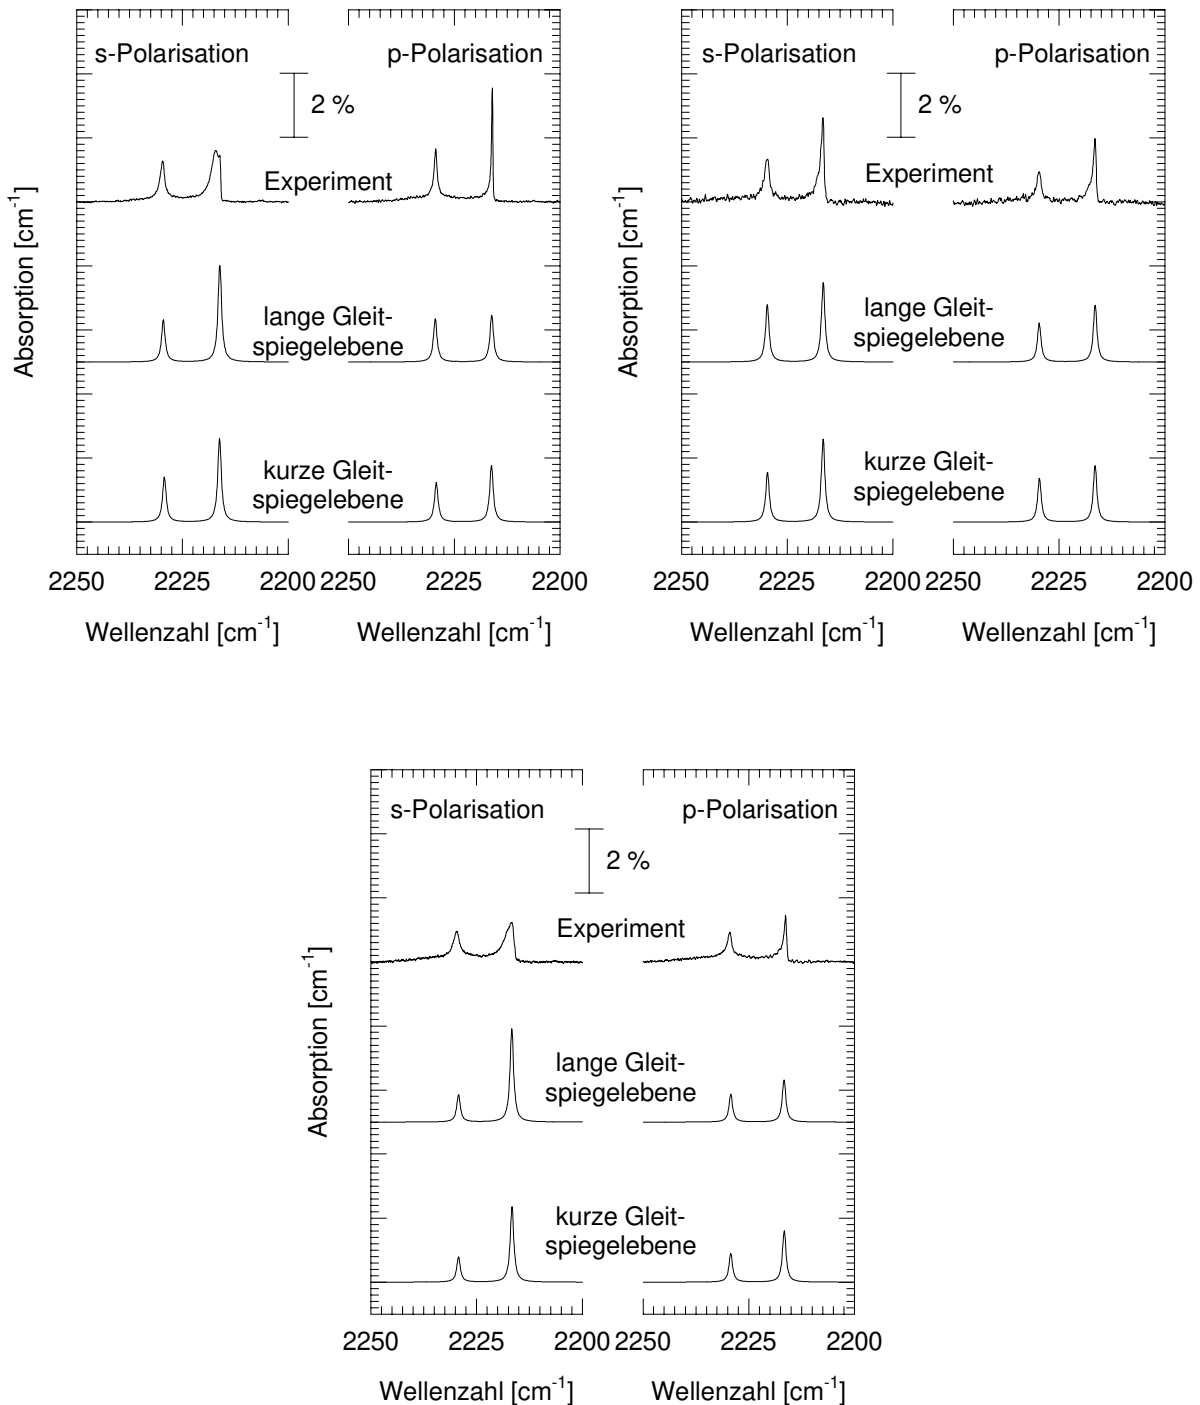 s-Polarisation
p-Polarisation
2 %
Experiment
lange Gleit-
spiegelebene
kurze Gleit-
spiegelebene
Absorption [cm-1]
2250 2225 2200 2250 2225 2200
Wellenzahl [cm-1] Wellenzahl [cm-1]
s-Polarisation
p-Polarisation
2 %
Experiment
lange Gleit-
spiegelebene
kurze Gleit-
spiegelebene
Absorption [cm-1]
2250 2225 2200 2250 2225 2200
Wellenzahl [cm-1] Wellenzahl [cm-1]
s-Polarisation
p-Polarisation
2 %
Experiment
lange Gleit-
spiegelebene
kurze Gleit-
spiegelebene
Absorption [cm-1]
2250 2225 2200 2250 2225 2200
Wellenzahl [cm-1] Wellenzahl [cm-1]